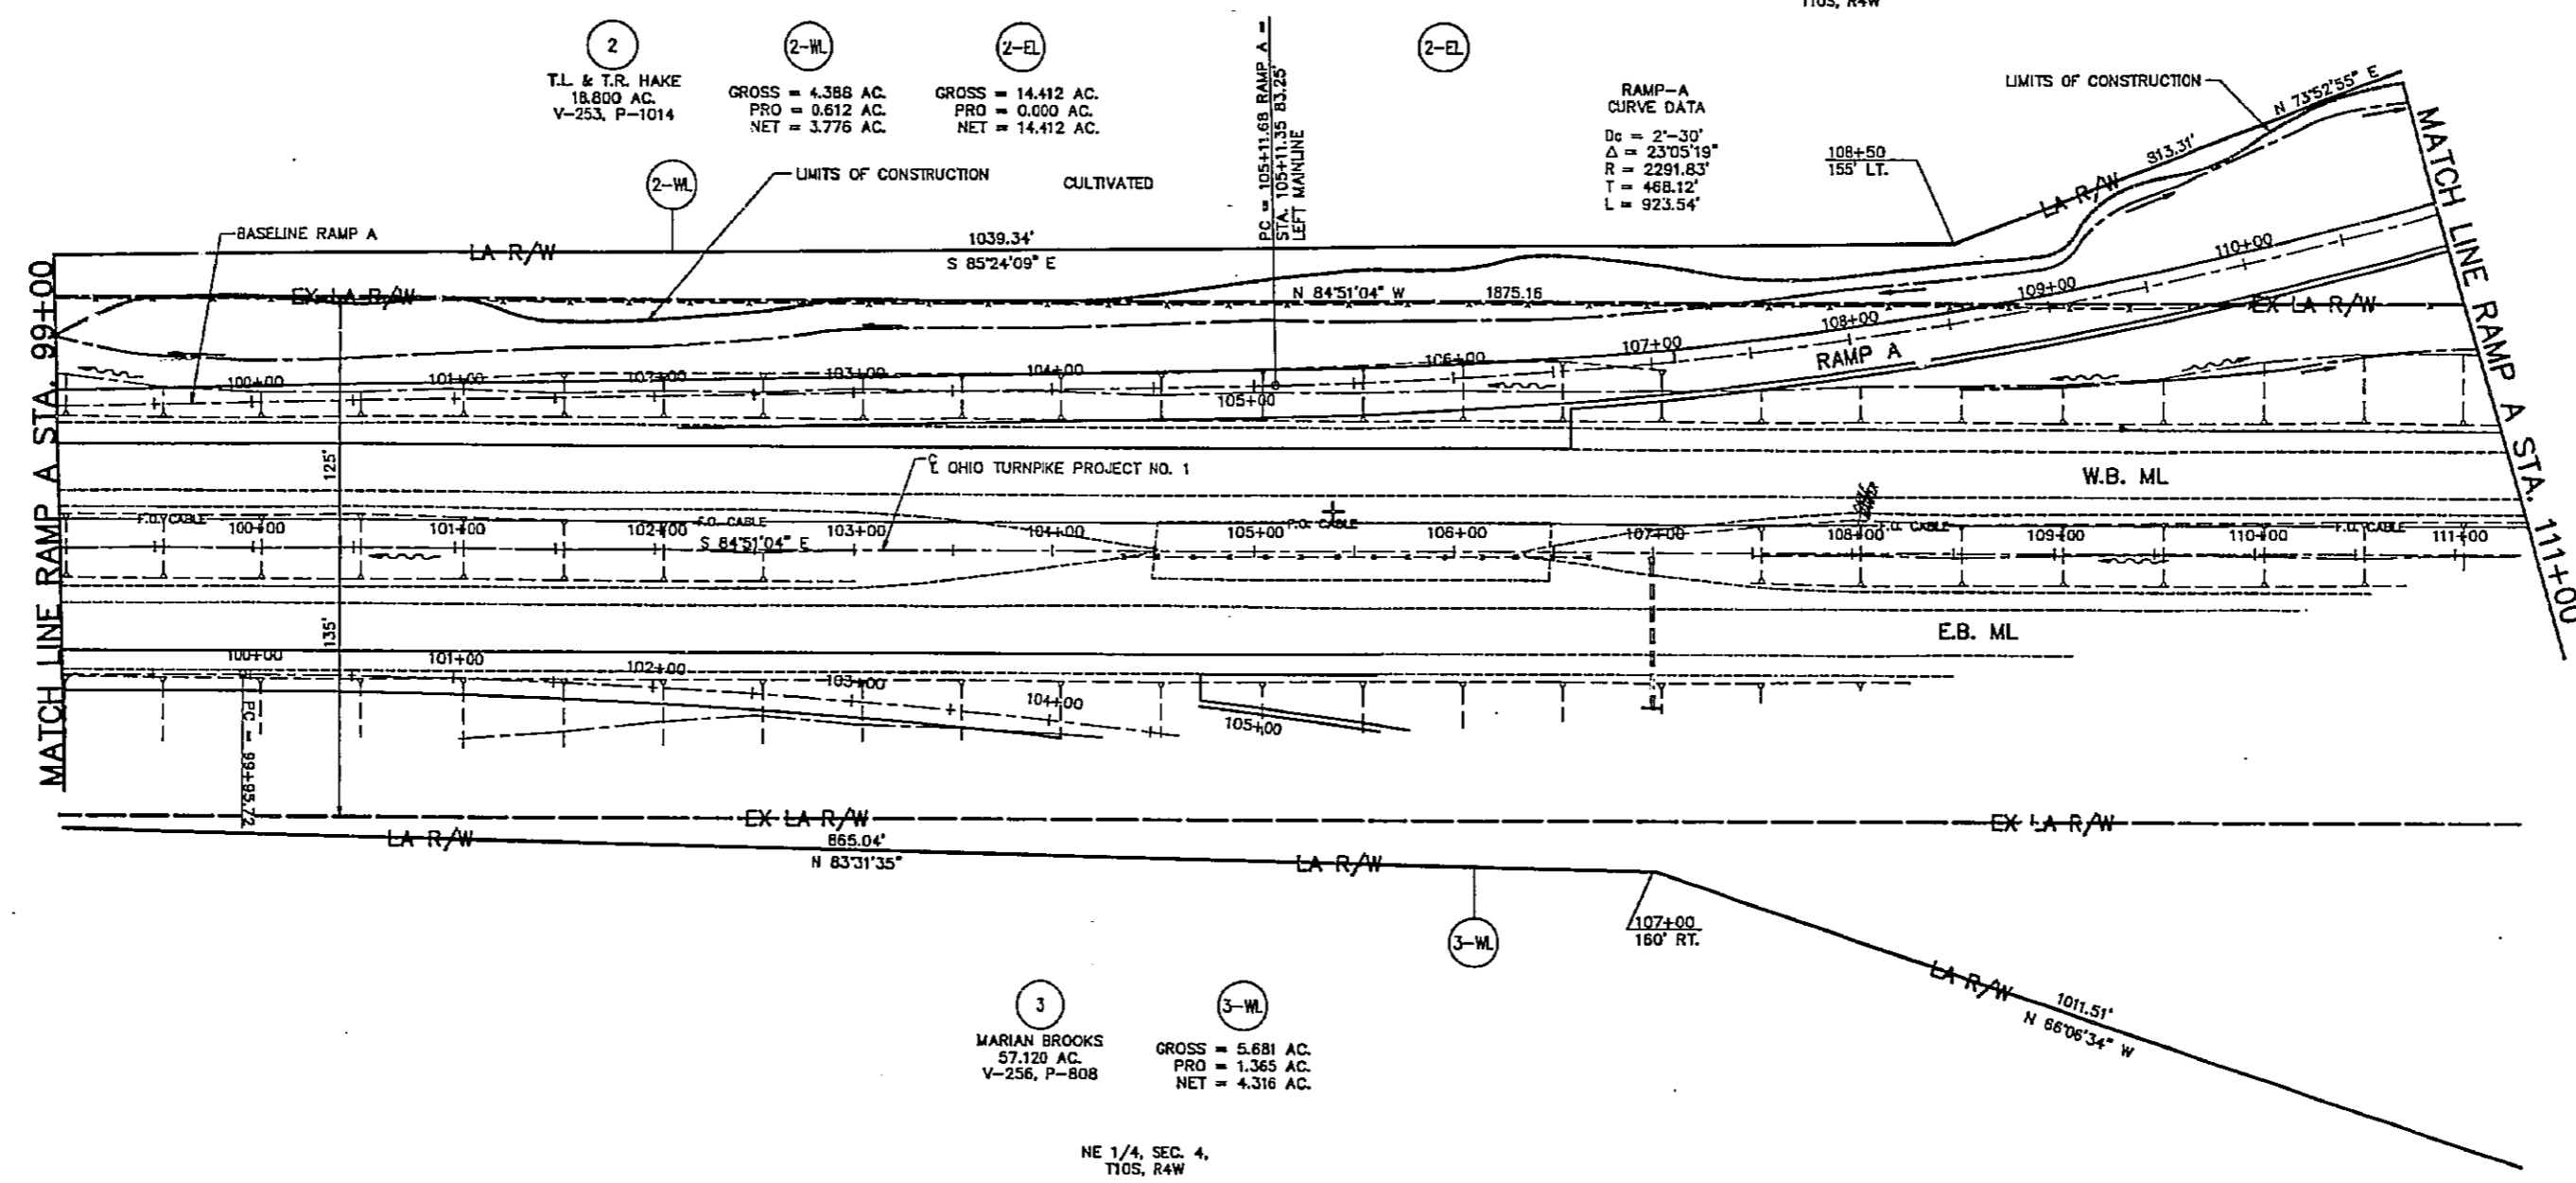 T10S, R4W
2
T.L. & T.R. HAKE
18.800 AC.
V-253, P-1014
2-WL
GROSS = 4.388 AC.
PRO = 0.612 AC.
NET = 3.776 AC.
2-EL
GROSS = 14.412 AC.
PRO = 0.000 AC.
NET = 14.412 AC.
PC = 105+11.68 RAMP A =
STA. 105+11.35 83.25'
LEFT MAINLINE
2-EL
RAMP-A
CURVE DATA
Dc = 2°-30'
Δ = 23°05'19"
R = 2291.83'
T = 468.12'
L = 923.54'
108+50
155' LT.
LIMITS OF CONSTRUCTION
N 73°52'55" E
813.31'
LA R/W
MATCH LINE RAMP A STA. 111+00
2-WL
LIMITS OF CONSTRUCTION
CULTIVATED
BASELINE RAMP A
LA R/W
1039.34'
S 85°24'09" E
MATCH LINE RAMP A STA. 99+00
EX LA R/W
N 84°51'04" W
1875.16
EX LA R/W
100+00
101+00
102+00
103+00
104+00
105+00
106+00
107+00
108+00
109+00
110+00
RAMP A
125'
℄ OHIO TURNPIKE PROJECT NO. 1
W.B. ML
F.O. CABLE
F.O. CABLE
F.O. CABLE
F.O. CABLE
F.O. CABLE
100+00
101+00
102+00
103+00
104+00
105+00
106+00
107+00
108+00
109+00
110+00
111+00
S 84°51'04" E
135'
E.B. ML
100+00
101+00
102+00
103+00
104+00
105+00
PC = 99+95.72
EX LA R/W
EX LA R/W
LA R/W
865.04'
N 83°31'35"
LA R/W
3-WL
107+00
160' RT.
LA R/W
1011.51'
N 66°06'34" W
3
MARIAN BROOKS
57.120 AC.
V-256, P-808
3-WL
GROSS = 5.681 AC.
PRO = 1.365 AC.
NET = 4.316 AC.
NE 1/4, SEC. 4,
T10S, R4W